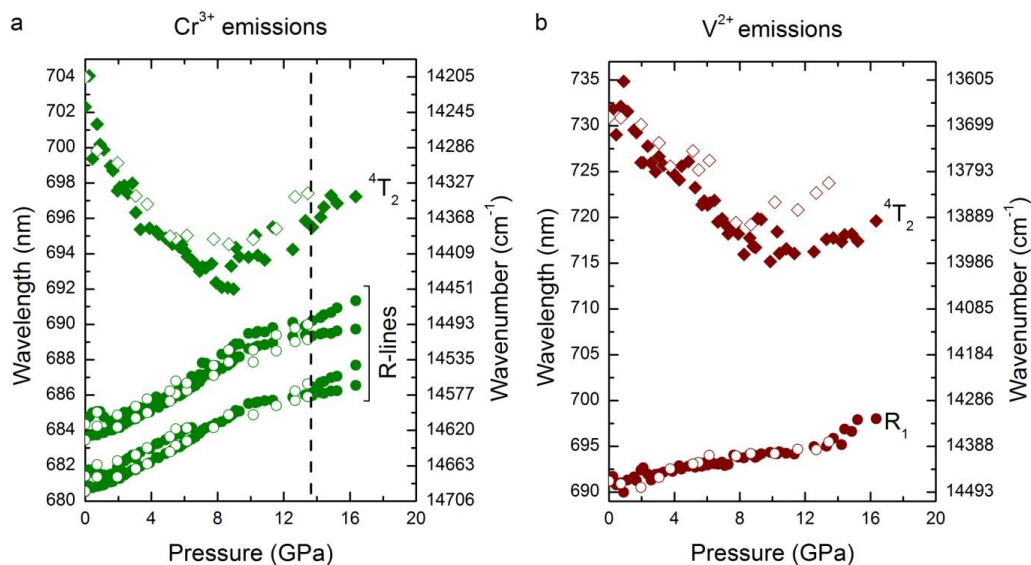 a
Cr³⁺ emissions
704
702
700
698
696
694
692
690
688
686
684
682
680
Wavelength (nm)
14205
14245
14286
14327
14368
14409
14451
14493
14535
14577
14620
14663
14706
Wavenumber (cm⁻¹)
⁴T₂
R-lines
0 4 8 12 16 20
Pressure (GPa)
b
V²⁺ emissions
735
730
725
720
715
710
705
700
695
690
Wavelength (nm)
13605
13699
13793
13889
13986
14085
14184
14286
14388
14493
Wavenumber (cm⁻¹)
⁴T₂
R₁
0 4 8 12 16 20
Pressure (GPa)